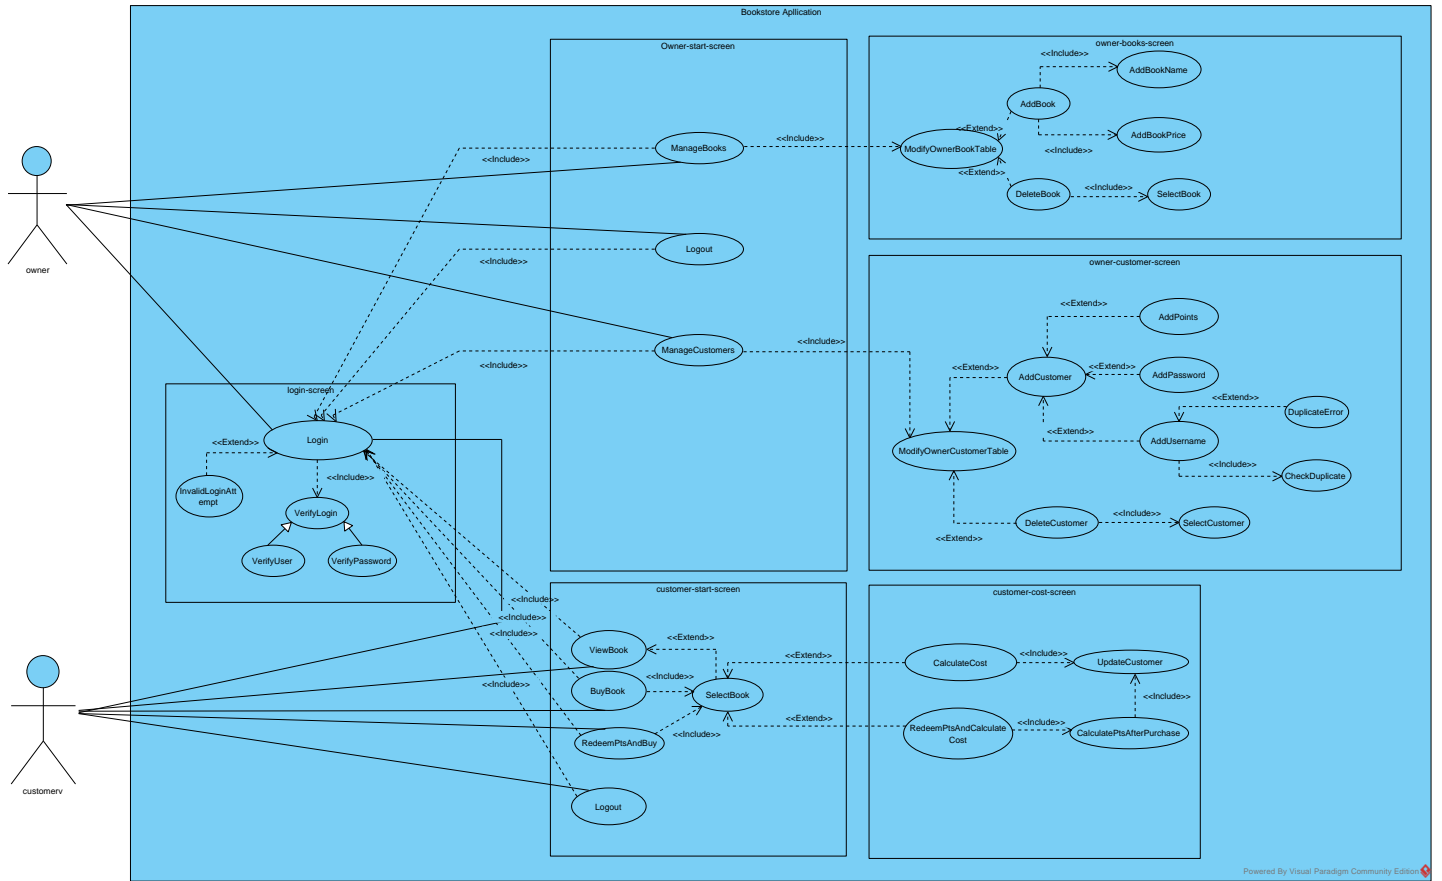 Bookstore Apllication
Owner-start-screen
owner-books-screen
<<Include>>
AddBookName
AddBook
<<Extend>>
AddBookPrice
<<Include>>
ManageBooks
<<Include>>
ModifyOwnerBookTable
<<Include>>
<<Extend>>
<<Include>>
DeleteBook
SelectBook
owner
Logout
<<Include>>
owner-customer-screen
<<Extend>>
AddPoints
ManageCustomers
<<Include>>
<<Include>>
<<Extend>>
AddCustomer
<<Extend>>
AddPassword
<<Extend>>
DuplicateError
<<Extend>>
AddUsername
ModifyOwnerCustomerTable
<<Include>>
CheckDuplicate
DeleteCustomer
<<Include>>
SelectCustomer
<<Extend>>
login-screen
Login
<<Extend>>
<<Include>>
InvalidLoginAtt
empt
VerifyLogin
VerifyUser
VerifyPassword
customer-start-screen
customer-cost-screen
<<Include>>
<<Include>>
<<Include>>
<<Include>>
ViewBook
<<Extend>>
BuyBook
<<Include>>
SelectBook
RedeemPtsAndBuy
<<Include>>
Logout
<<Extend>>
CalculateCost
<<Include>>
UpdateCustomer
<<Include>>
<<Extend>>
RedeemPtsAndCalculate
Cost
<<Include>>
CalculatePtsAfterPurchase
customerv
Powered By Visual Paradigm Community Edition